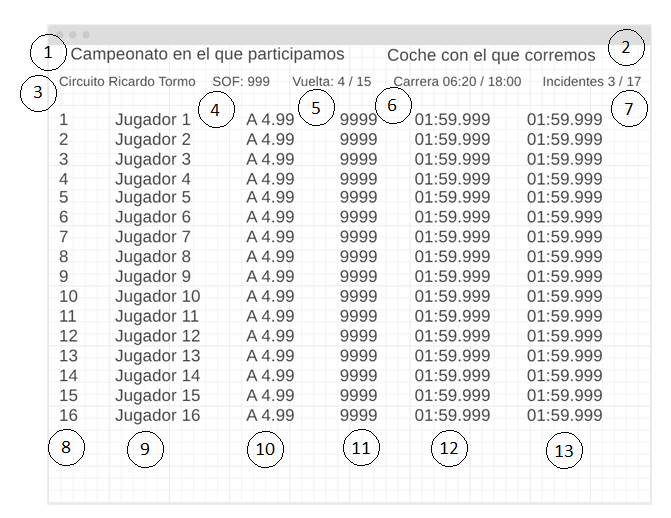 1 Campeonato en el que participamos Coche con el que corremos 2
3 Circuito Ricardo Tormo SOF: 999 Vuelta: 4 / 15 Carrera 06:20 / 18:00 Incidentes 3 / 17
4 5 6 7
1 Jugador 1 A 4.99 9999 01:59.999 01:59.999
2 Jugador 2 A 4.99 9999 01:59.999 01:59.999
3 Jugador 3 A 4.99 9999 01:59.999 01:59.999
4 Jugador 4 A 4.99 9999 01:59.999 01:59.999
5 Jugador 5 A 4.99 9999 01:59.999 01:59.999
6 Jugador 6 A 4.99 9999 01:59.999 01:59.999
7 Jugador 7 A 4.99 9999 01:59.999 01:59.999
8 Jugador 8 A 4.99 9999 01:59.999 01:59.999
9 Jugador 9 A 4.99 9999 01:59.999 01:59.999
10 Jugador 10 A 4.99 9999 01:59.999 01:59.999
11 Jugador 11 A 4.99 9999 01:59.999 01:59.999
12 Jugador 12 A 4.99 9999 01:59.999 01:59.999
13 Jugador 13 A 4.99 9999 01:59.999 01:59.999
14 Jugador 14 A 4.99 9999 01:59.999 01:59.999
15 Jugador 15 A 4.99 9999 01:59.999 01:59.999
16 Jugador 16 A 4.99 9999 01:59.999 01:59.999
8 9 10 11 12 13